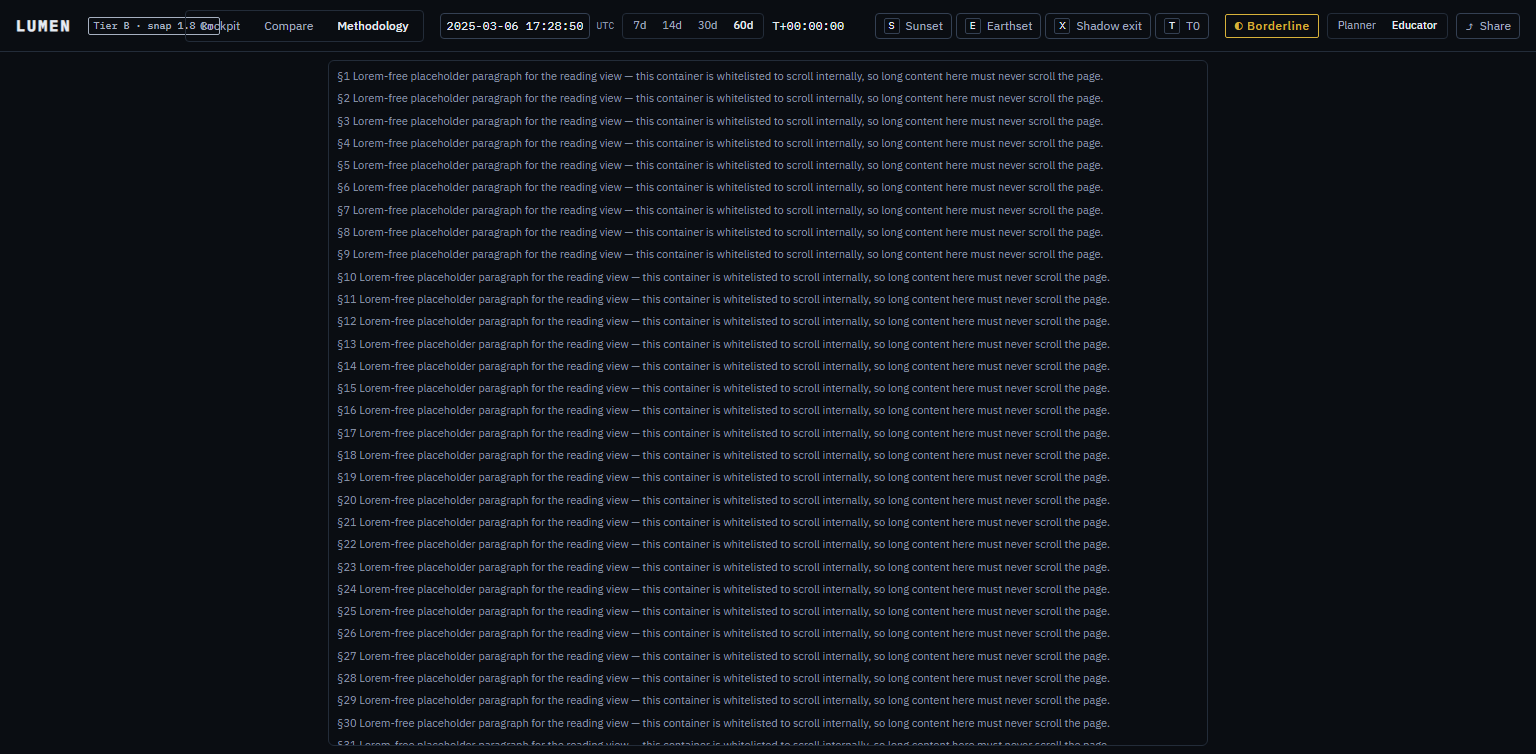 LUMEN Tier B · snap 1.8 Cockpit Compare Methodology 2025-03-06 17:28:50 UTC 7d 14d 30d 60d T+00:00:00 S Sunset E Earthset X Shadow exit T T0 Borderline Planner Educator Share
§1 Lorem-free placeholder paragraph for the reading view — this container is whitelisted to scroll internally, so long content here must never scroll the page.
§2 Lorem-free placeholder paragraph for the reading view — this container is whitelisted to scroll internally, so long content here must never scroll the page.
§3 Lorem-free placeholder paragraph for the reading view — this container is whitelisted to scroll internally, so long content here must never scroll the page.
§4 Lorem-free placeholder paragraph for the reading view — this container is whitelisted to scroll internally, so long content here must never scroll the page.
§5 Lorem-free placeholder paragraph for the reading view — this container is whitelisted to scroll internally, so long content here must never scroll the page.
§6 Lorem-free placeholder paragraph for the reading view — this container is whitelisted to scroll internally, so long content here must never scroll the page.
§7 Lorem-free placeholder paragraph for the reading view — this container is whitelisted to scroll internally, so long content here must never scroll the page.
§8 Lorem-free placeholder paragraph for the reading view — this container is whitelisted to scroll internally, so long content here must never scroll the page.
§9 Lorem-free placeholder paragraph for the reading view — this container is whitelisted to scroll internally, so long content here must never scroll the page.
§10 Lorem-free placeholder paragraph for the reading view — this container is whitelisted to scroll internally, so long content here must never scroll the page.
§11 Lorem-free placeholder paragraph for the reading view — this container is whitelisted to scroll internally, so long content here must never scroll the page.
§12 Lorem-free placeholder paragraph for the reading view — this container is whitelisted to scroll internally, so long content here must never scroll the page.
§13 Lorem-free placeholder paragraph for the reading view — this container is whitelisted to scroll internally, so long content here must never scroll the page.
§14 Lorem-free placeholder paragraph for the reading view — this container is whitelisted to scroll internally, so long content here must never scroll the page.
§15 Lorem-free placeholder paragraph for the reading view — this container is whitelisted to scroll internally, so long content here must never scroll the page.
§16 Lorem-free placeholder paragraph for the reading view — this container is whitelisted to scroll internally, so long content here must never scroll the page.
§17 Lorem-free placeholder paragraph for the reading view — this container is whitelisted to scroll internally, so long content here must never scroll the page.
§18 Lorem-free placeholder paragraph for the reading view — this container is whitelisted to scroll internally, so long content here must never scroll the page.
§19 Lorem-free placeholder paragraph for the reading view — this container is whitelisted to scroll internally, so long content here must never scroll the page.
§20 Lorem-free placeholder paragraph for the reading view — this container is whitelisted to scroll internally, so long content here must never scroll the page.
§21 Lorem-free placeholder paragraph for the reading view — this container is whitelisted to scroll internally, so long content here must never scroll the page.
§22 Lorem-free placeholder paragraph for the reading view — this container is whitelisted to scroll internally, so long content here must never scroll the page.
§23 Lorem-free placeholder paragraph for the reading view — this container is whitelisted to scroll internally, so long content here must never scroll the page.
§24 Lorem-free placeholder paragraph for the reading view — this container is whitelisted to scroll internally, so long content here must never scroll the page.
§25 Lorem-free placeholder paragraph for the reading view — this container is whitelisted to scroll internally, so long content here must never scroll the page.
§26 Lorem-free placeholder paragraph for the reading view — this container is whitelisted to scroll internally, so long content here must never scroll the page.
§27 Lorem-free placeholder paragraph for the reading view — this container is whitelisted to scroll internally, so long content here must never scroll the page.
§28 Lorem-free placeholder paragraph for the reading view — this container is whitelisted to scroll internally, so long content here must never scroll the page.
§29 Lorem-free placeholder paragraph for the reading view — this container is whitelisted to scroll internally, so long content here must never scroll the page.
§30 Lorem-free placeholder paragraph for the reading view — this container is whitelisted to scroll internally, so long content here must never scroll the page.